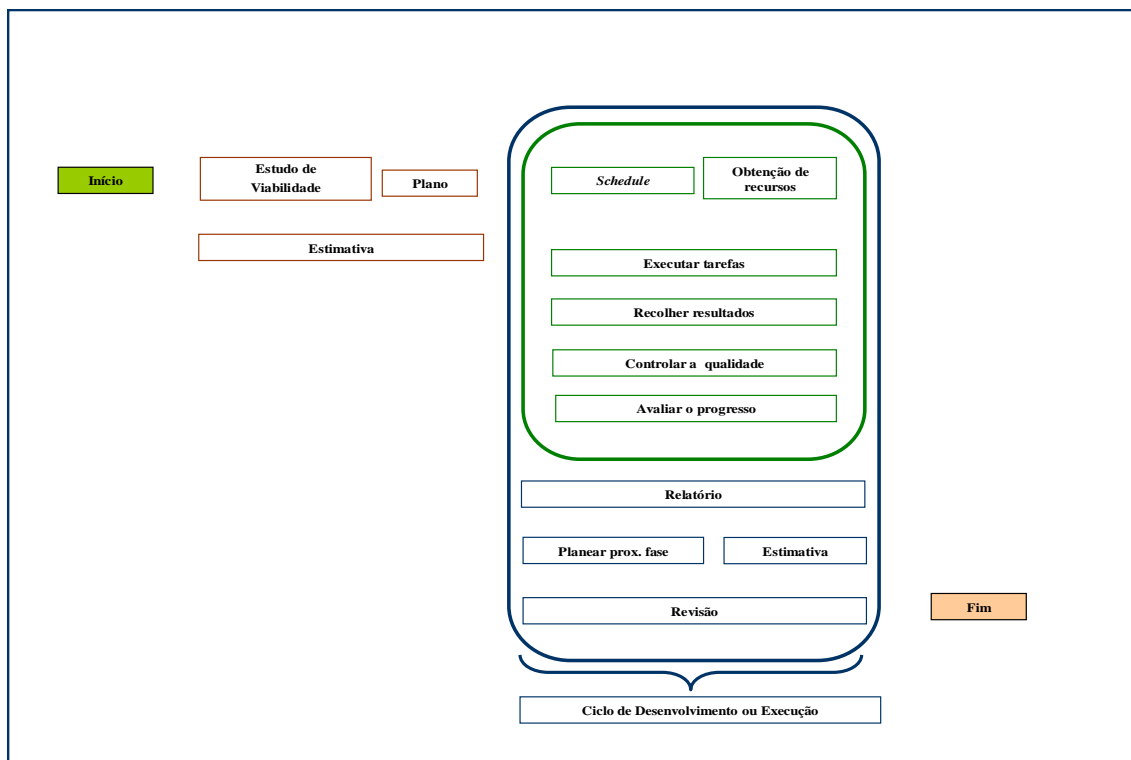 Início
Estudo de
Viabilidade
Plano
Estimativa
Schedule
Obtenção de
recursos
Executar tarefas
Recolher resultados
Controlar a qualidade
Avaliar o progresso
Relatório
Planear prox. fase
Estimativa
Revisão
Fim
Ciclo de Desenvolvimento ou Execução